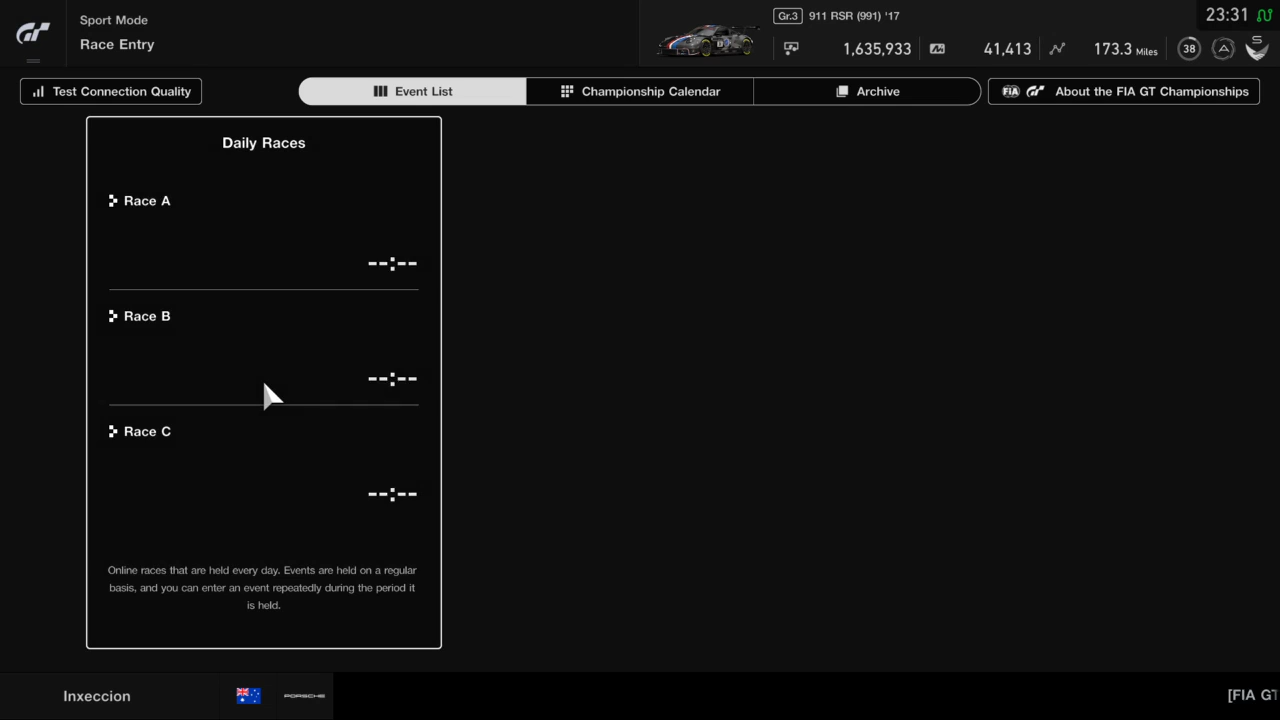 Sport Mode
Race Entry
Gr.3 911 RSR (991) '17
23:31
1,635,933
41,413
173.3 Miles
38
A
S
Test Connection Quality
Event List
Championship Calendar
Archive
FIA GT About the FIA GT Championships
Daily Races
Race A
--:--
Race B
--:--
Race C
--:--
Online races that are held every day. Events are held on a regular
basis, and you can enter an event repeatedly during the period it
is held.
Inxeccion
PORSCHE
[FIA GT